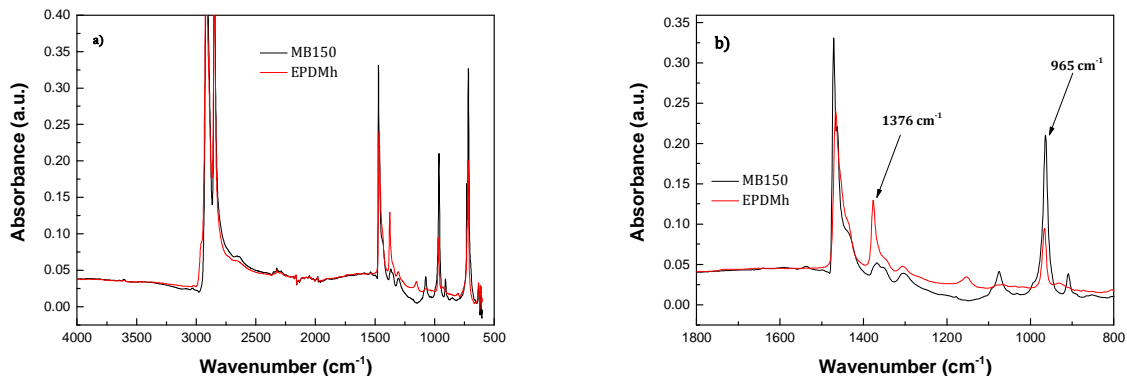 a)
MB150
EPDMh
0.40
0.35
0.30
0.25
0.20
0.15
0.10
0.05
0.00
Absorbance (a.u.)
4000 3500 3000 2500 2000 1500 1000 500
Wavenumber (cm-1)
b)
965 cm-1
1376 cm-1
MB150
EPDMh
0.35
0.30
0.25
0.20
0.15
0.10
0.05
0.00
Absorbance (a.u.)
1800 1600 1400 1200 1000 800
Wavenumber (cm-1)